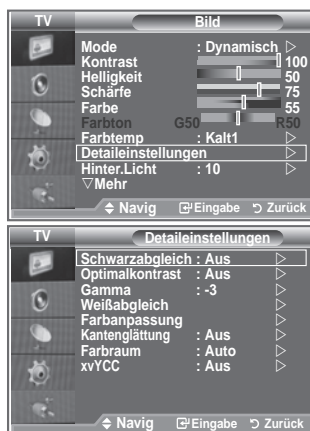 TV Bild
Mode : Dynamisch ▷
Kontrast 100
Helligkeit 50
Schärfe 75
Farbe 55
Farbton G50 R50
Farbtemp : Kalt1 ▷
Detaileinstellungen ▷
Hinter.Licht : 10 ▷
▽Mehr
Navig Eingabe Zurück
TV Detaileinstellungen
Schwarzabgleich : Aus ▷
Optimalkontrast : Aus ▷
Gamma : -3 ▷
Weißabgleich ▷
Farbanpassung ▷
Kantenglättung : Aus ▷
Farbraum : Auto ▷
xvYCC : Aus ▷
Navig Eingabe Zurück